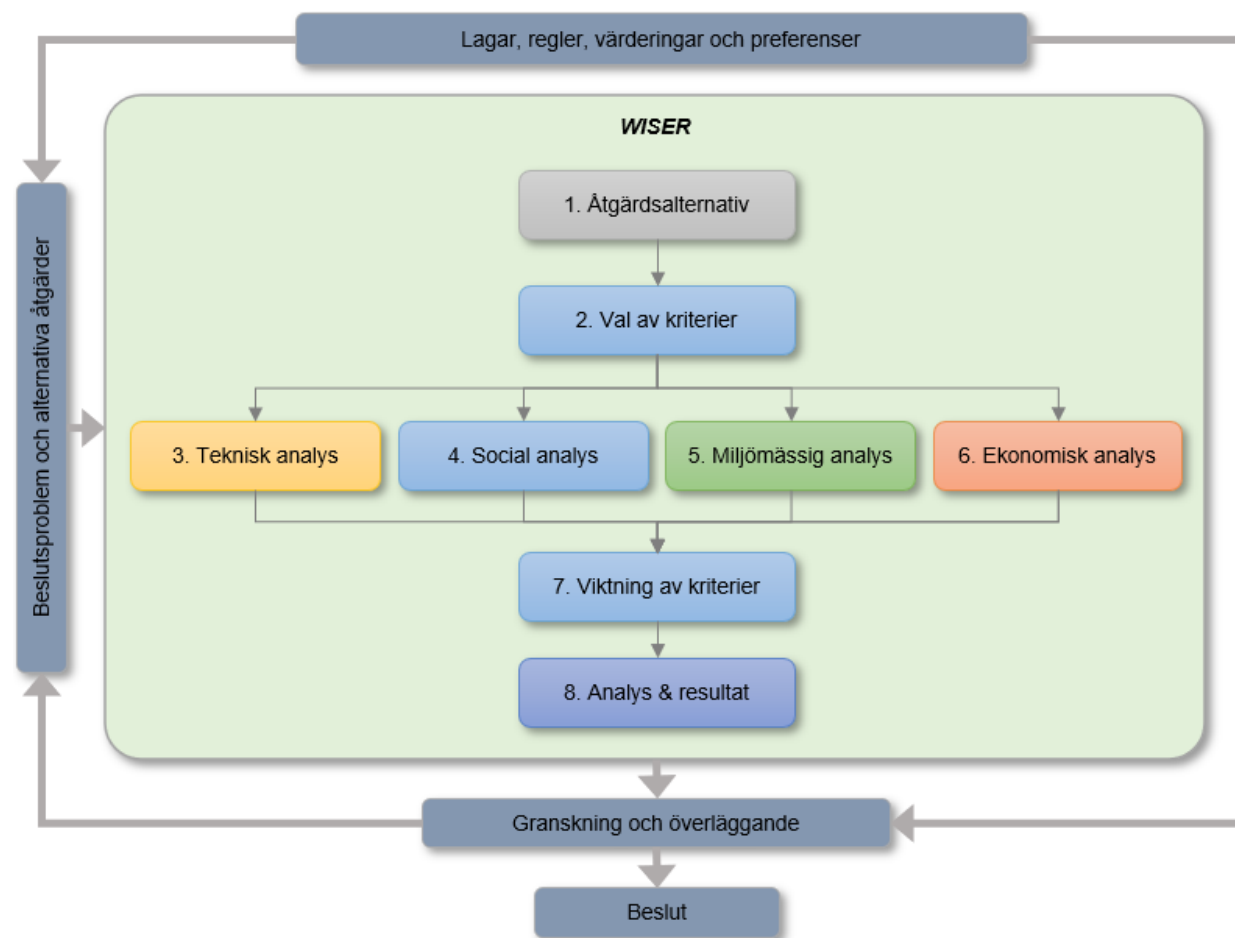 Lagar, regler, värderingar och preferenser
WISER
Beslutsproblem och alternativa åtgärder
1. Åtgärdsalternativ
2. Val av kriterier
3. Teknisk analys
4. Social analys
5. Miljömässig analys
6. Ekonomisk analys
7. Viktning av kriterier
8. Analys & resultat
Granskning och överläggande
Beslut